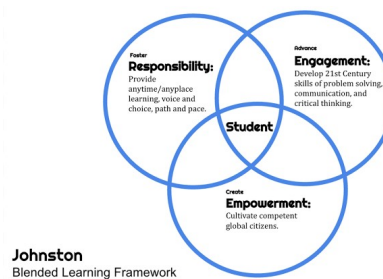 Foster
Responsibility:
Provide
anytime/anyplace
learning, voice and
choice, path and pace.
Advance
Engagement:
Develop 21st Century
skills of problem solving,
communication, and
critical thinking.
Student
Create
Empowerment:
Cultivate competent
global citizens.
Johnston
Blended Learning Framework